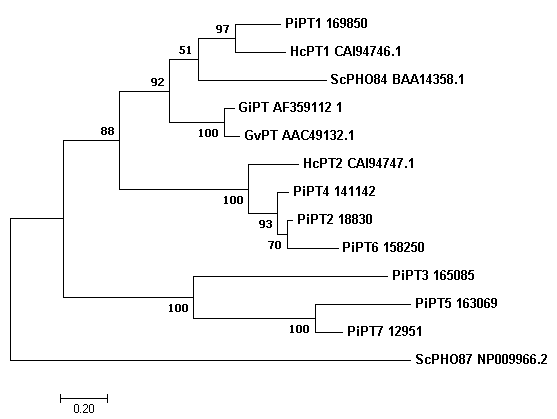 97
PiPT1 169850
HcPT1 CAI94746.1
51
ScPHO84 BAA14358.1
92
GiPT AF359112 1
100
GvPT AAC49132.1
88
HcPT2 CAI94747.1
100
PiPT4 141142
93
PiPT2 18830
70
PiPT6 158250
PiPT3 165085
100
PiPT5 163069
100
PiPT7 12951
ScPHO87 NP009966.2
0.20